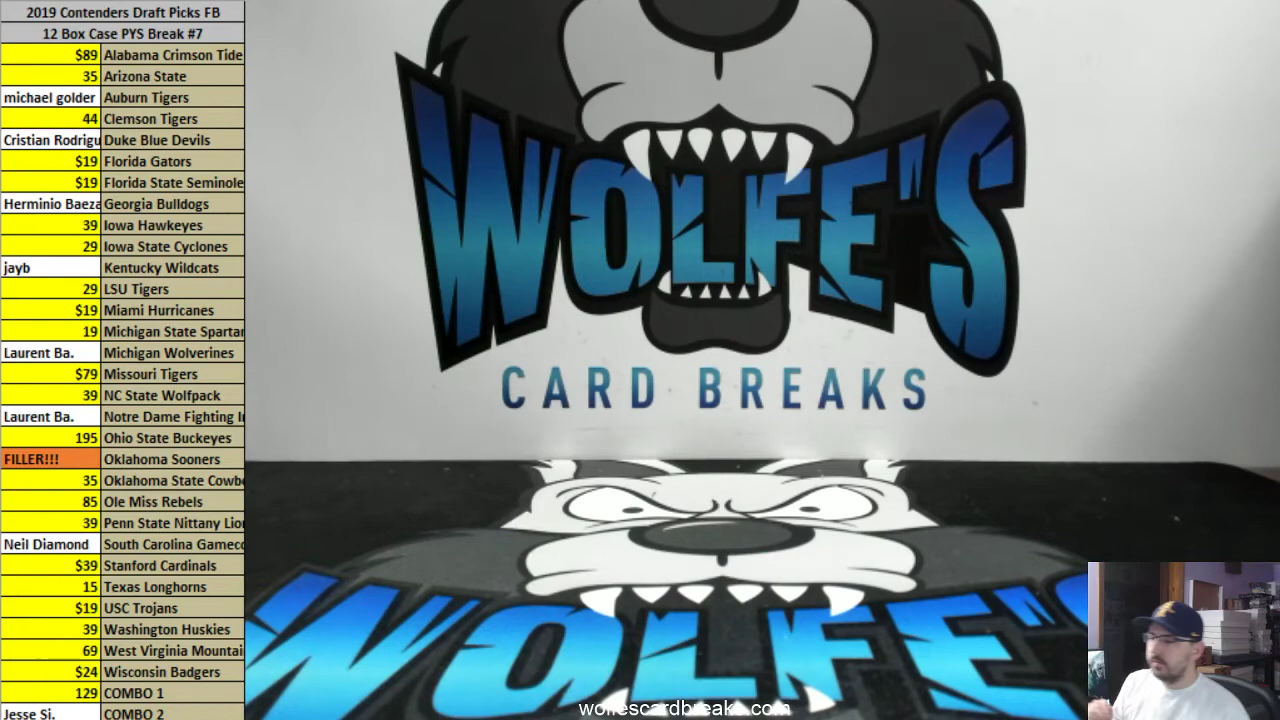 2019 Contenders Draft Picks FB
12 Box Case PYS Break #7
$89 Alabama Crimson Tide
35 Arizona State
michael golder Auburn Tigers
44 Clemson Tigers
Cristian Rodrigu Duke Blue Devils
$19 Florida Gators
$19 Florida State Seminole
Herminio Baeza Georgia Bulldogs
39 Iowa Hawkeyes
29 Iowa State Cyclones
jayb Kentucky Wildcats
29 LSU Tigers
$19 Miami Hurricanes
19 Michigan State Spartan
Laurent Ba. Michigan Wolverines
$79 Missouri Tigers
39 NC State Wolfpack
Laurent Ba. Notre Dame Fighting I
195 Ohio State Buckeyes
FILLER!!! Oklahoma Sooners
35 Oklahoma State Cowb
85 Ole Miss Rebels
39 Penn State Nittany Lio
Neil Diamond South Carolina Gamec
$39 Stanford Cardinals
15 Texas Longhorns
$19 USC Trojans
39 Washington Huskies
69 West Virginia Mountai
$24 Wisconsin Badgers
129 COMBO 1
Jesse Si. COMBO 2
WOLFE'S
CARD BREAKS
WOLFE'S
wolfescardbreaks.com